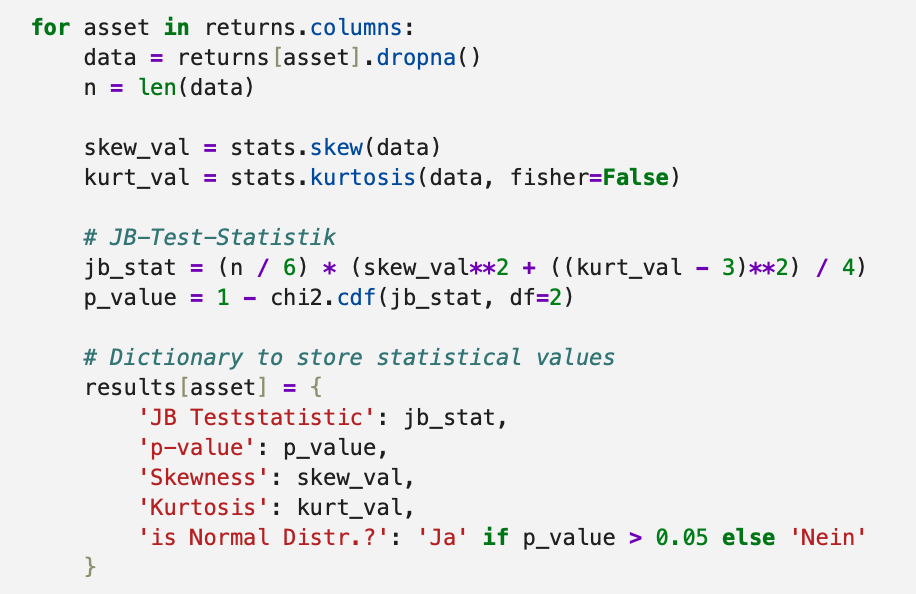 for asset in returns.columns:
    data = returns[asset].dropna()
    n = len(data)

    skew_val = stats.skew(data)
    kurt_val = stats.kurtosis(data, fisher=False)

    # JB-Test-Statistik
    jb_stat = (n / 6) * (skew_val**2 + ((kurt_val - 3)**2) / 4)
    p_value = 1 - chi2.cdf(jb_stat, df=2)

    # Dictionary to store statistical values
    results[asset] = {
        'JB Teststatistic': jb_stat,
        'p-value': p_value,
        'Skewness': skew_val,
        'Kurtosis': kurt_val,
        'is Normal Distr.?': 'Ja' if p_value > 0.05 else 'Nein'
    }